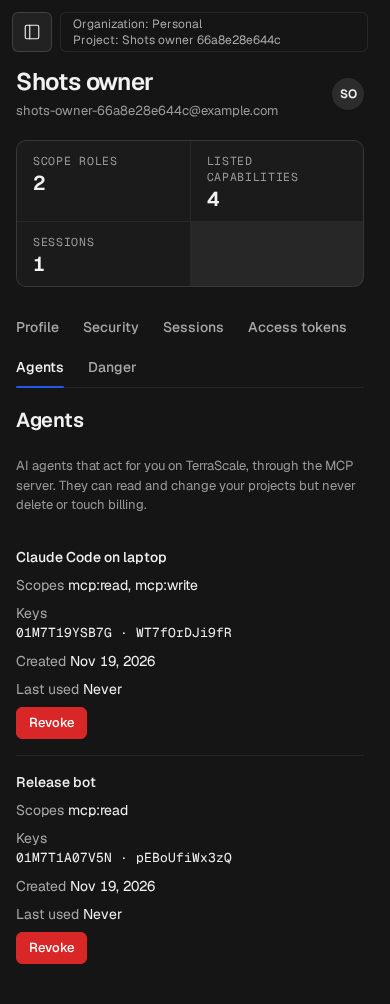 Organization: Personal
Project: Shots owner 66a8e28e644c
Shots owner
shots-owner-66a8e28e644c@example.com
SO
SCOPE ROLES
2
LISTED
CAPABILITIES
4
SESSIONS
1
Profile Security Sessions Access tokens
Agents Danger
Agents
AI agents that act for you on TerraScale, through the MCP
server. They can read and change your projects but never
delete or touch billing.
Claude Code on laptop
Scopes mcp:read, mcp:write
Keys
01M7T19YSB7G · WT7fOrDJi9fR
Created Nov 19, 2026
Last used Never
Revoke
Release bot
Scopes mcp:read
Keys
01M7T1A07V5N · pEBoUfiWx3zQ
Created Nov 19, 2026
Last used Never
Revoke